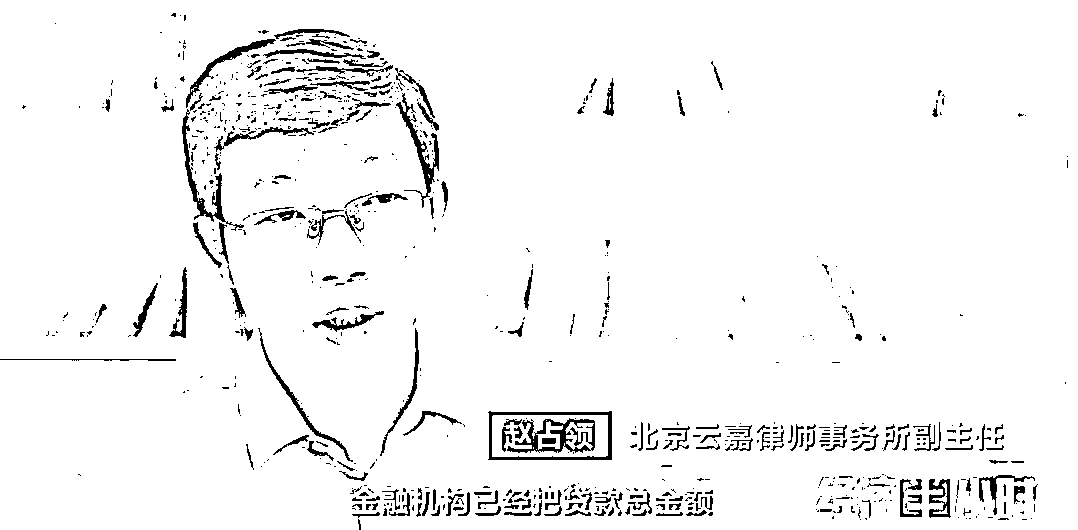 赵占领 北京云嘉律师事务所副主任
金融机构已经把贷款总金额
经济半小时